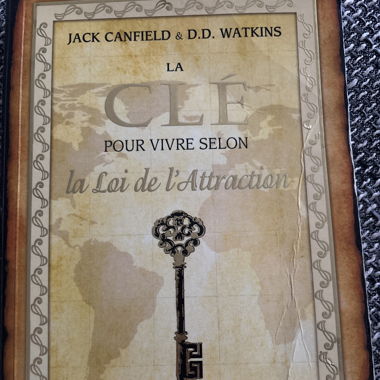 JACK CANFIELD & D.D. WATKINS
LA
CLÉ
POUR VIVRE SELON
la Loi de l'Attraction